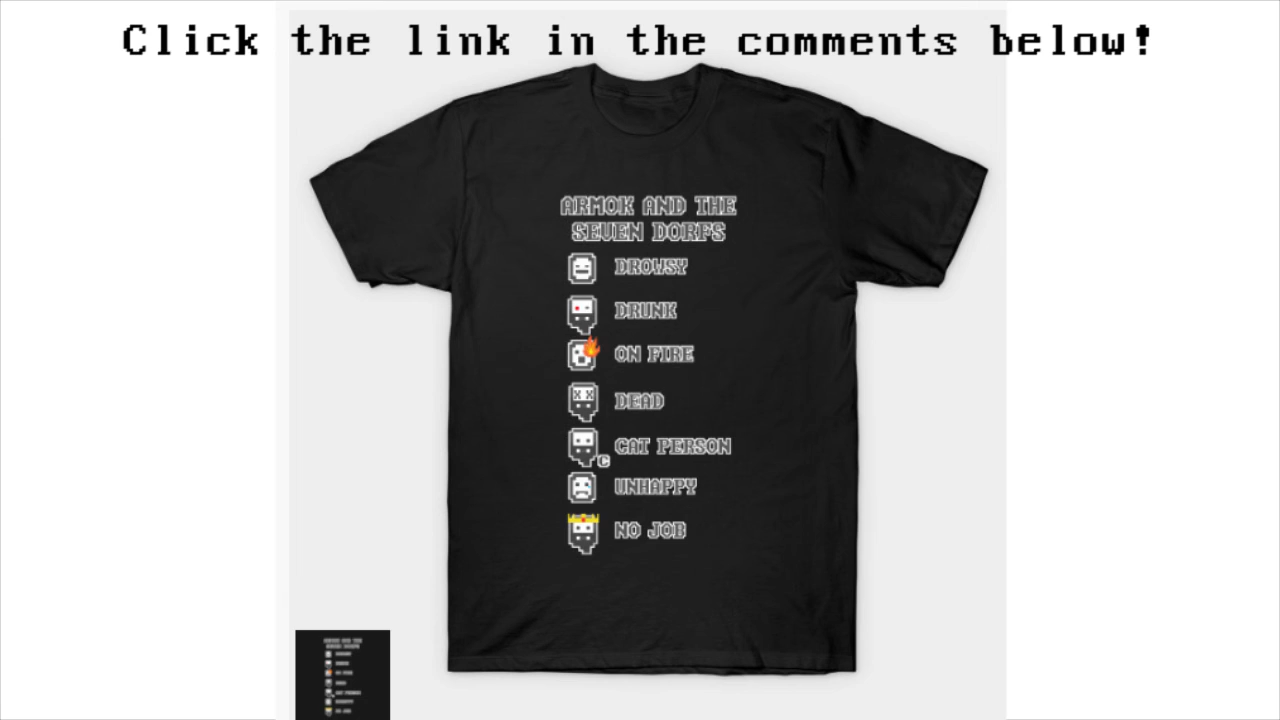 Click the link in the comments below!
ARMOK AND THE
SEVEN DORFS
DROWSY
DRUNK
ON FIRE
DEAD
CAT PERSON
C
UNHAPPY
NO JOB